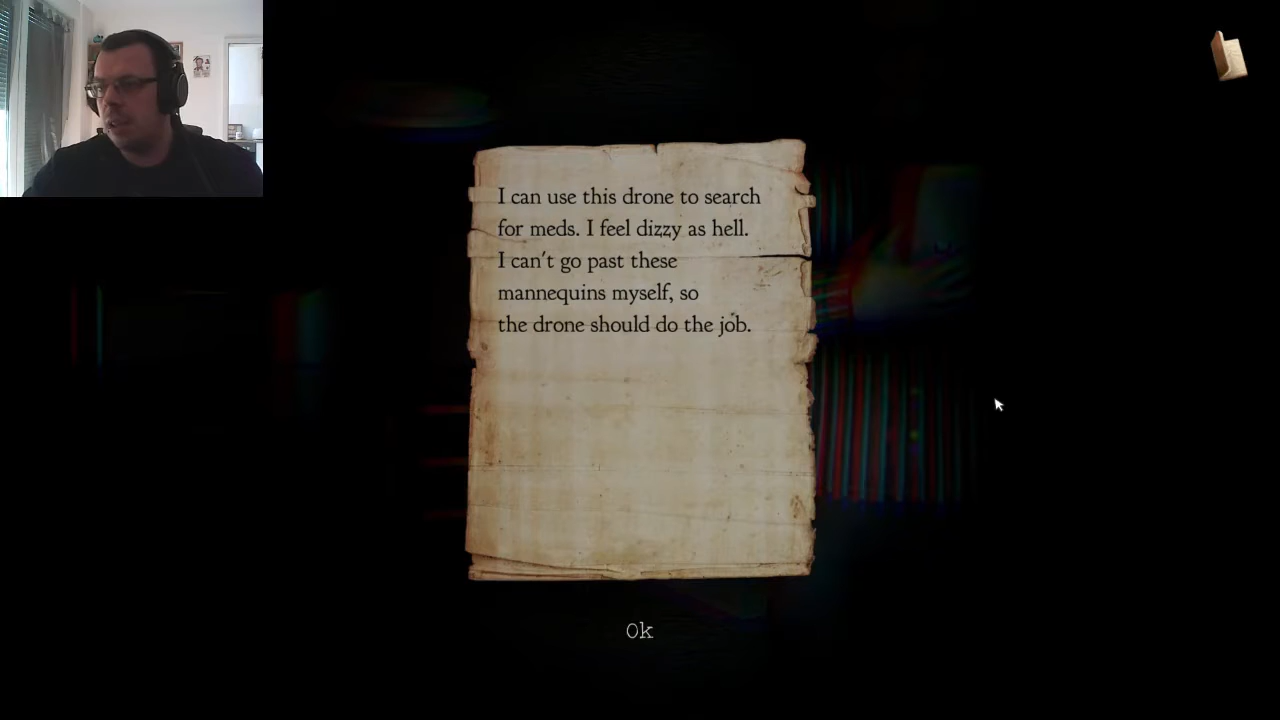 I can use this drone to search
for meds. I feel dizzy as hell.
I can't go past these
mannequins myself, so
the drone should do the job.
Ok